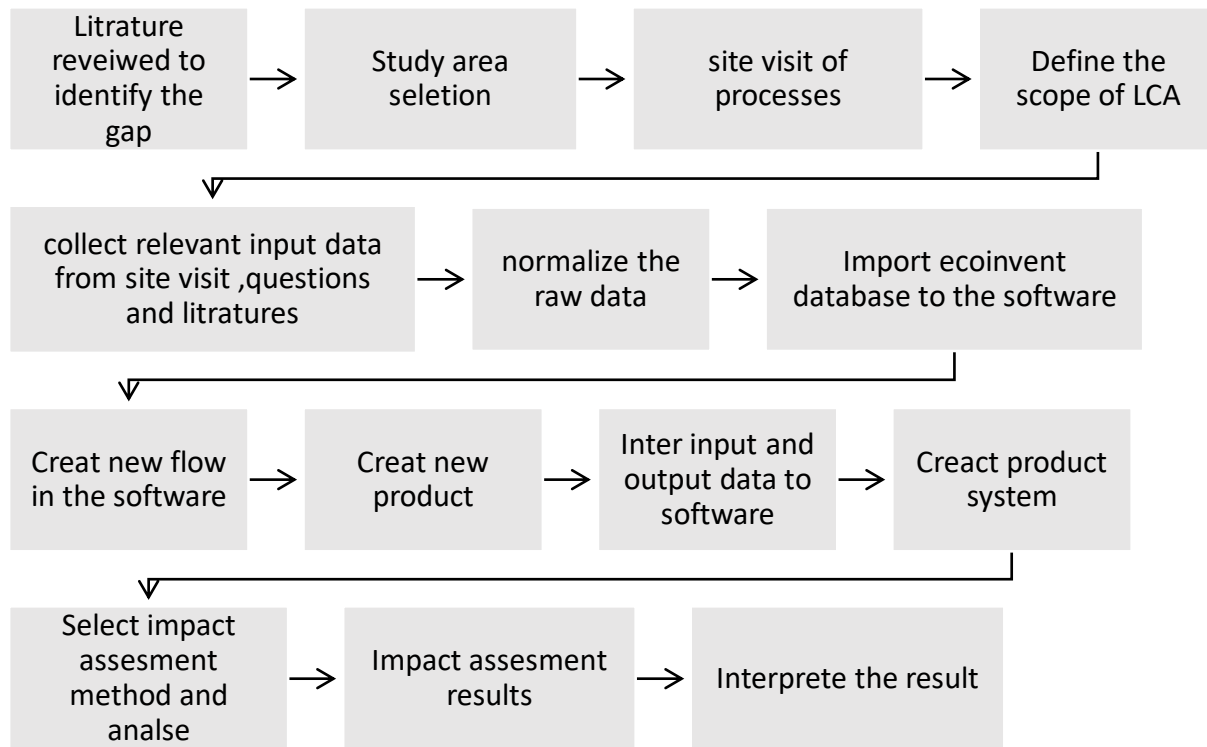 Litrature
reveiwed to
identify the
gap
Study area
seletion
site visit of
processes
Define the
scope of LCA
collect relevant input data
from site visit ,questions
and litratures
normalize the
raw data
Import ecoinvent
database to the software
Creat new flow
in the software
Creat new
product
Inter input and
output data to
software
Creact product
system
Select impact
assesment
method and
analse
Impact assesment
results
Interprete the result